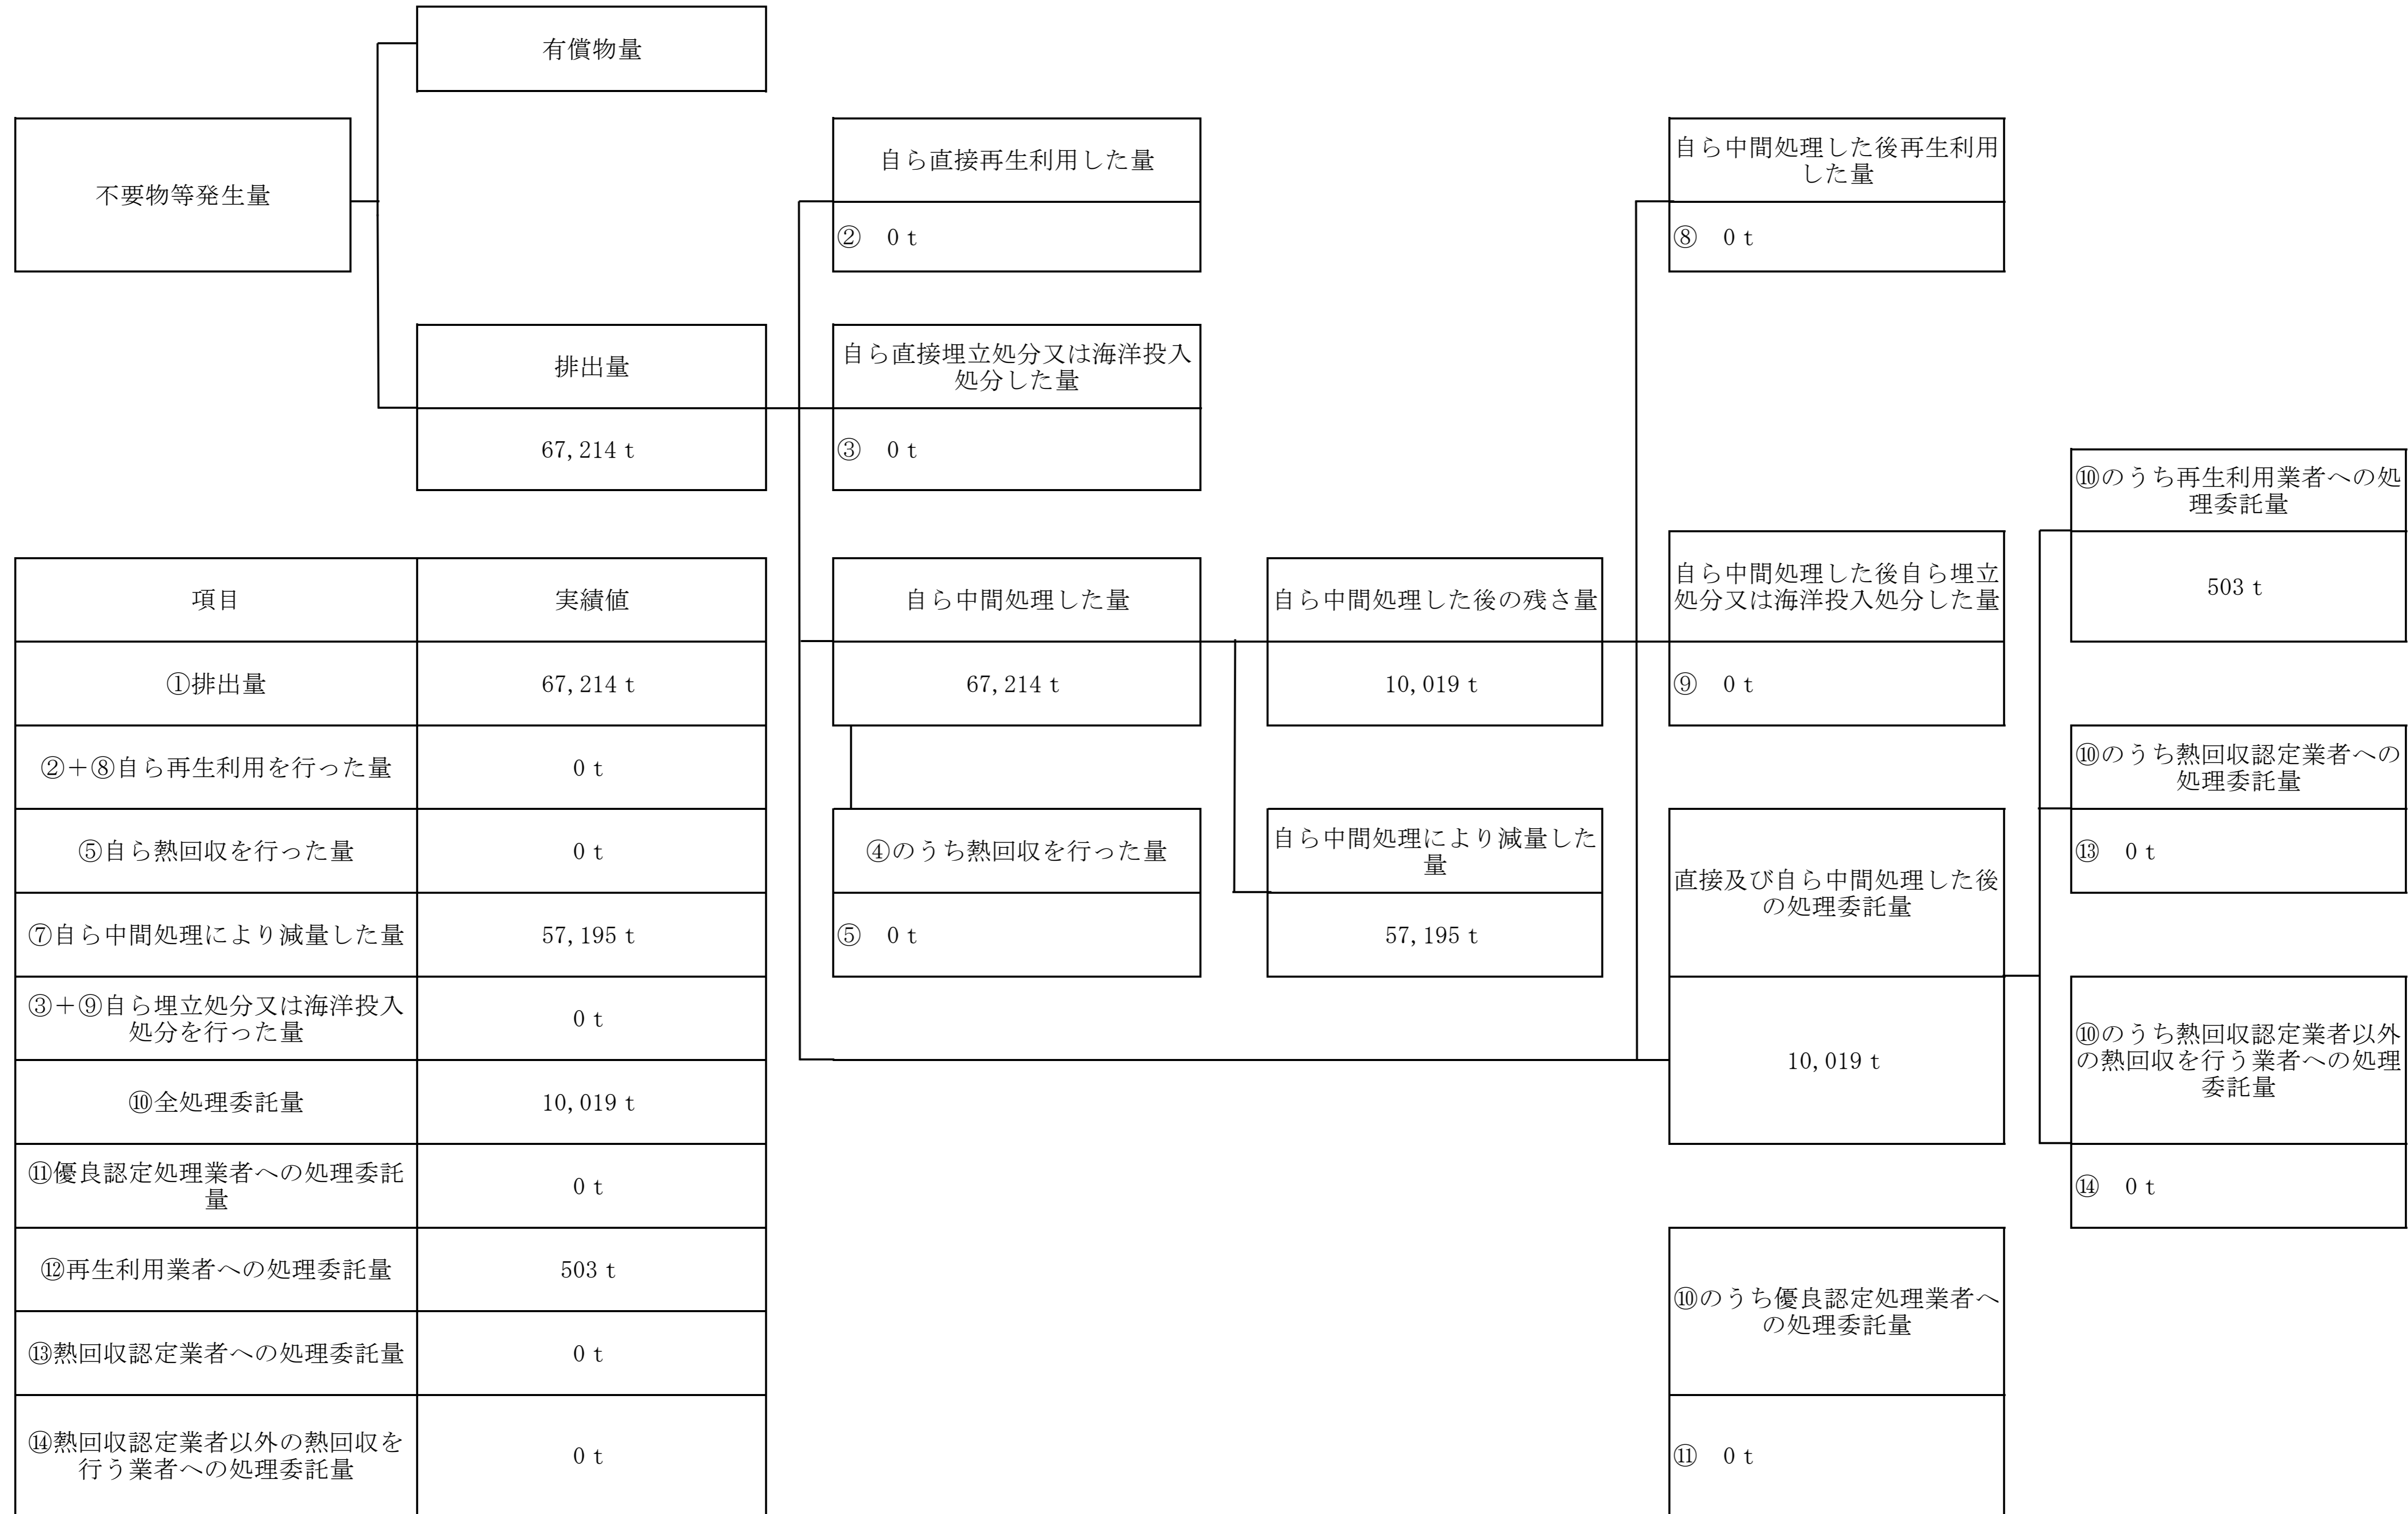 有償物量
不要物等発生量
自ら直接再生利用した量
② 0 t
自ら中間処理した後再生利用
した量
⑧ 0 t
排出量
67,214 t
自ら直接埋立処分又は海洋投入
処分した量
③ 0 t
⑩のうち再生利用業者への処
理委託量
503 t
自ら中間処理した量
67,214 t
自ら中間処理した後の残さ量
10,019 t
自ら中間処理した後自ら埋立
処分又は海洋投入処分した量
⑨ 0 t
⑩のうち熱回収認定業者への
処理委託量
⑬ 0 t
④のうち熱回収を行った量
⑤ 0 t
自ら中間処理により減量した
量
57,195 t
直接及び自ら中間処理した後
の処理委託量
10,019 t
⑩のうち熱回収認定業者以外
の熱回収を行う業者への処理
委託量
⑭ 0 t
⑩のうち優良認定処理業者へ
の処理委託量
⑪ 0 t
項目 実績値
①排出量 67,214 t
②+⑧自ら再生利用を行った量 0 t
⑤自ら熱回収を行った量 0 t
⑦自ら中間処理により減量した量 57,195 t
③+⑨自ら埋立処分又は海洋投入
処分を行った量 0 t
⑩全処理委託量 10,019 t
⑪優良認定処理業者への処理委託
量 0 t
⑫再生利用業者への処理委託量 503 t
⑬熱回収認定業者への処理委託量 0 t
⑭熱回収認定業者以外の熱回収を
行う業者への処理委託量 0 t